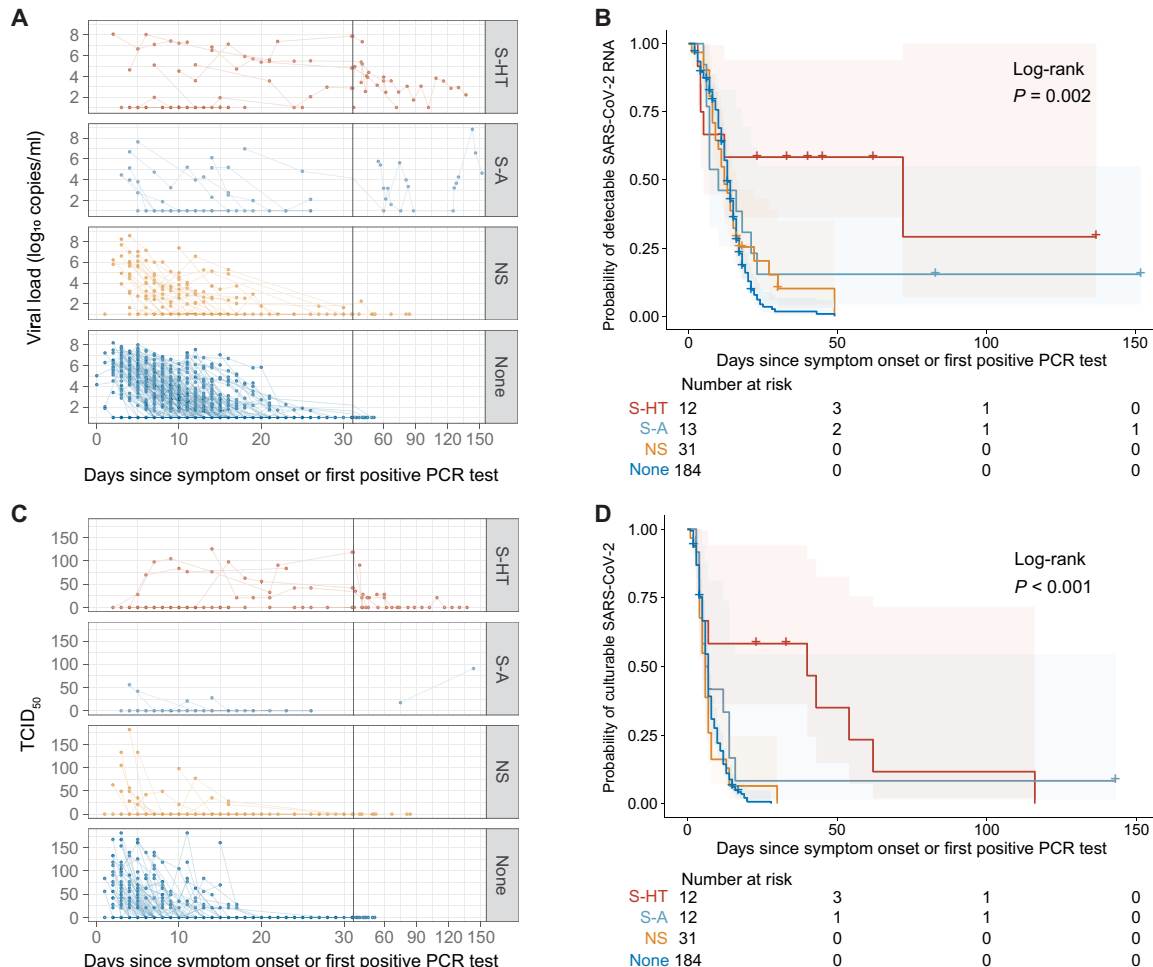 A
Viral load (log₁₀ copies/ml)
8
6
4
2
S-HT
8
6
4
2
S-A
8
6
4
2
NS
8
6
4
2
None
0 10 20 30 60 90 120 150
Days since symptom onset or first positive PCR test
B
Probability of detectable SARS-CoV-2 RNA
1.00
0.75
0.50
0.25
0.00
Log-rank
P = 0.002
0 50 100 150
Days since symptom onset or first positive PCR test
Number at risk
S-HT 12 3 1 0
S-A 13 2 1 1
NS 31 0 0 0
None 184 0 0 0
C
TCID50
150
100
50
0
S-HT
150
100
50
0
S-A
150
100
50
0
NS
150
100
50
0
None
0 10 20 30 60 90 120 150
Days since symptom onset or first positive PCR test
D
Probability of culturable SARS-CoV-2
1.00
0.75
0.50
0.25
0.00
Log-rank
P < 0.001
0 50 100 150
Days since symptom onset or first positive PCR test
Number at risk
S-HT 12 3 1 0
S-A 12 1 1 0
NS 31 0 0 0
None 184 0 0 0